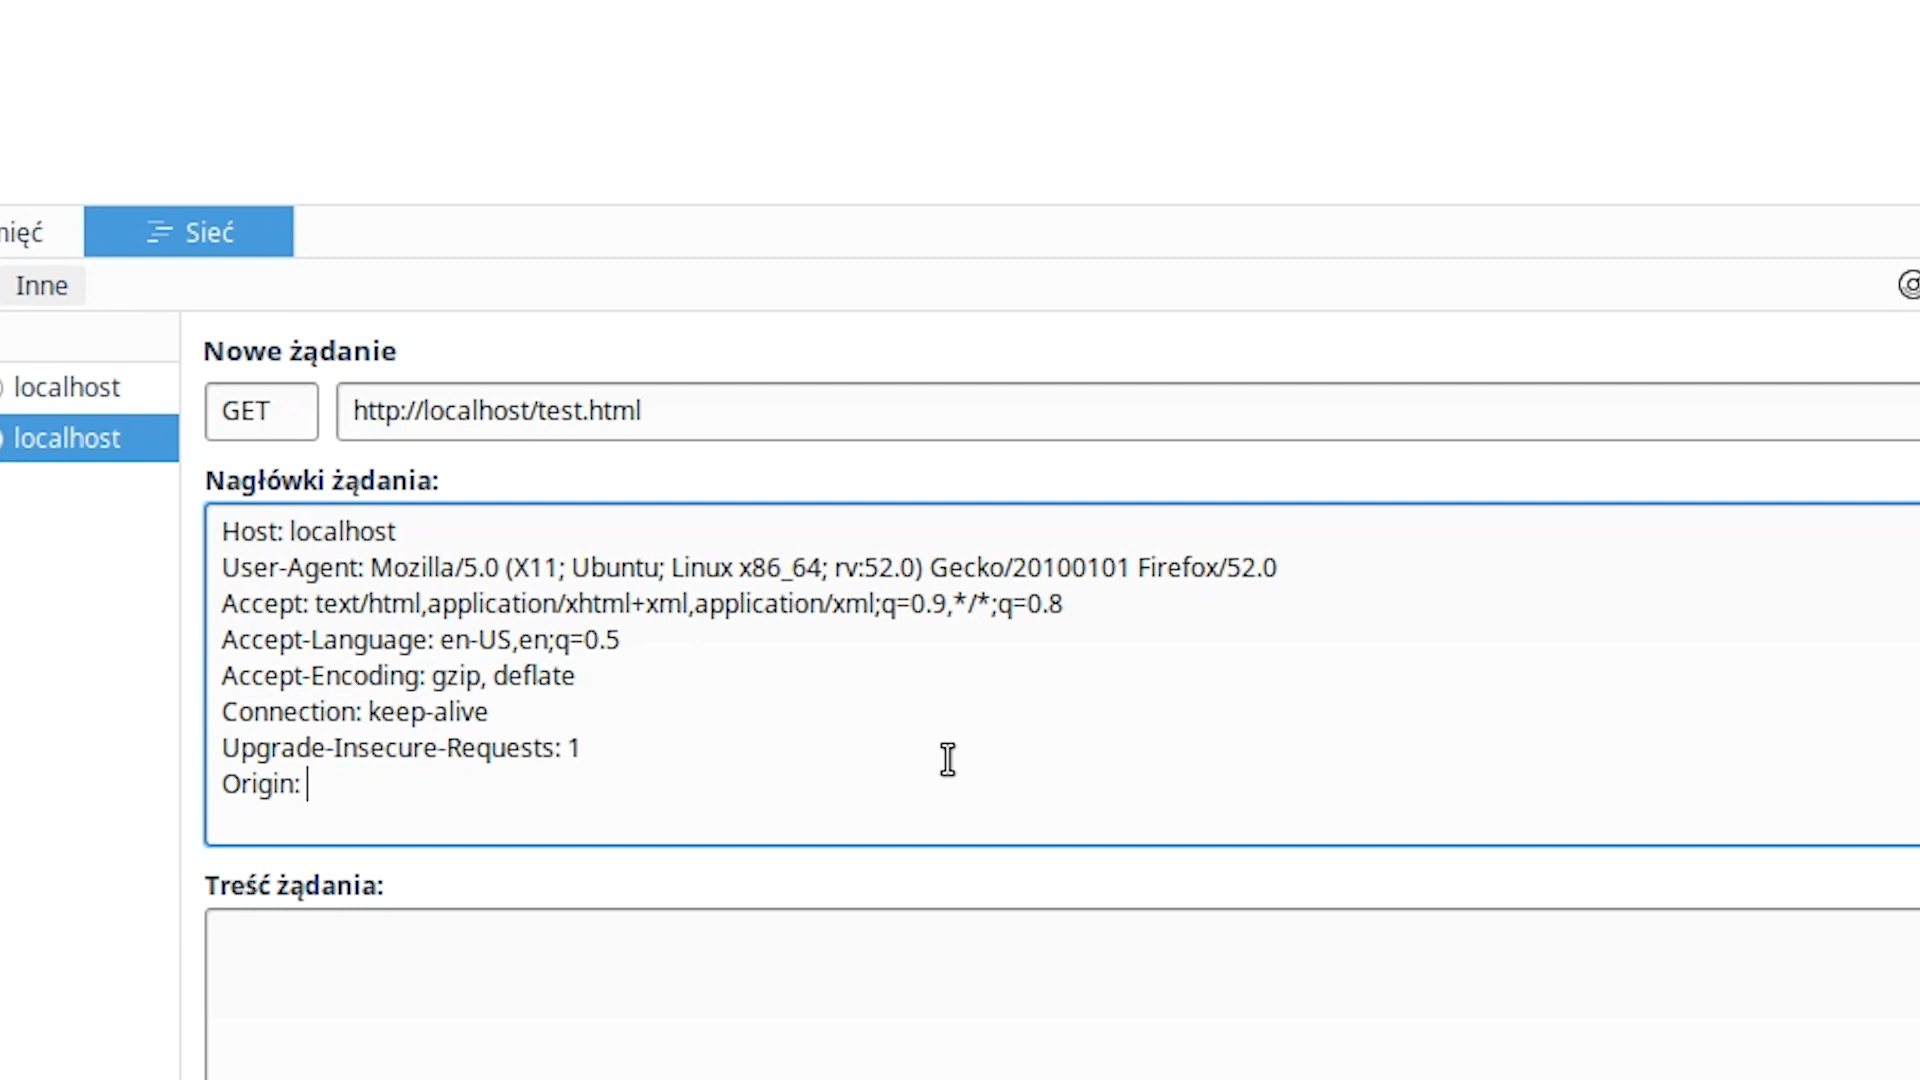 Sieć
Inne
Nowe żądanie
localhost
GET http://localhost/test.html
localhost
Nagłówki żądania:
Host: localhost
User-Agent: Mozilla/5.0 (X11; Ubuntu; Linux x86_64; rv:52.0) Gecko/20100101 Firefox/52.0
Accept: text/html,application/xhtml+xml,application/xml;q=0.9,*/*;q=0.8
Accept-Language: en-US,en;q=0.5
Accept-Encoding: gzip, deflate
Connection: keep-alive
Upgrade-Insecure-Requests: 1
Origin:
Treść żądania: